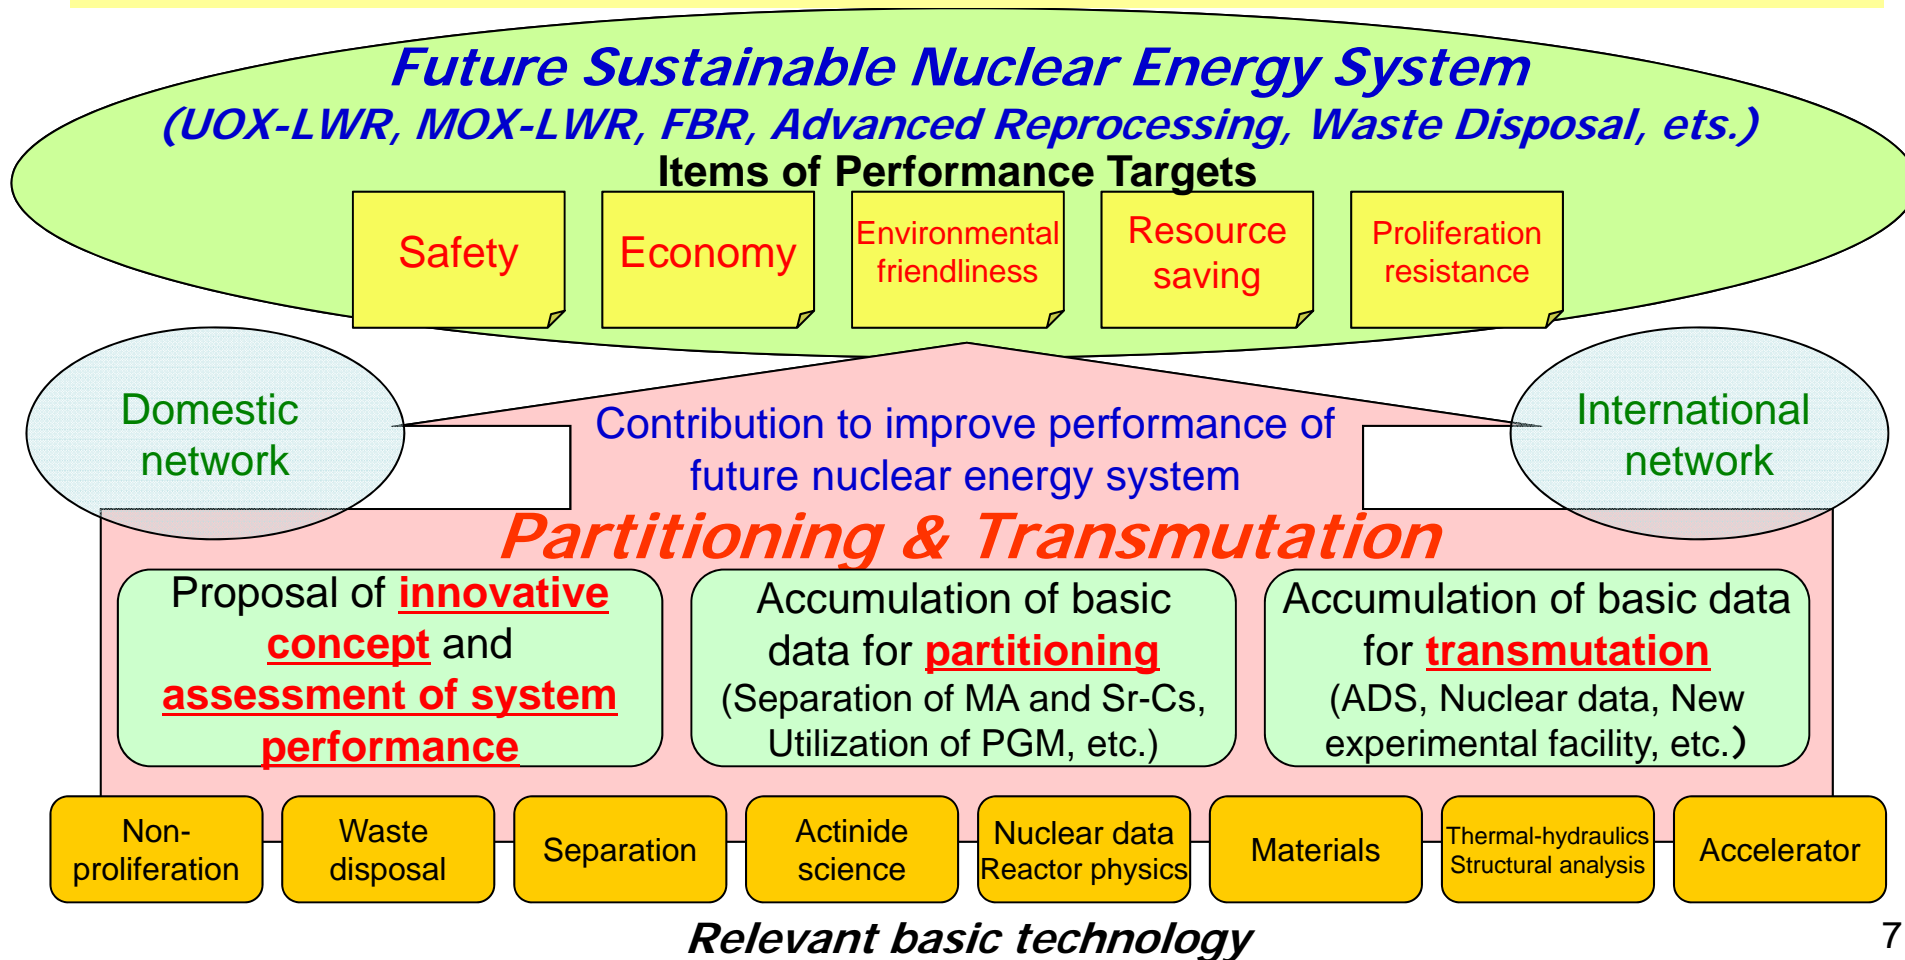 Future Sustainable Nuclear Energy System
(UOX-LWR, MOX-LWR, FBR, Advanced Reprocessing, Waste Disposal, ets.)
Items of Performance Targets
Safety
Economy
Environmental
friendliness
Resource
saving
Proliferation
resistance
Domestic
network
Contribution to improve performance of
future nuclear energy system
International
network
Partitioning & Transmutation
Proposal of innovative
concept and
assessment of system
performance
Accumulation of basic
data for partitioning
(Separation of MA and Sr-Cs,
Utilization of PGM, etc.)
Accumulation of basic data
for transmutation
(ADS, Nuclear data, New
experimental facility, etc.)
Non-
proliferation
Waste
disposal
Separation
Actinide
science
Nuclear data
Reactor physics
Materials
Thermal-hydraulics
Structural analysis
Accelerator
Relevant basic technology
7